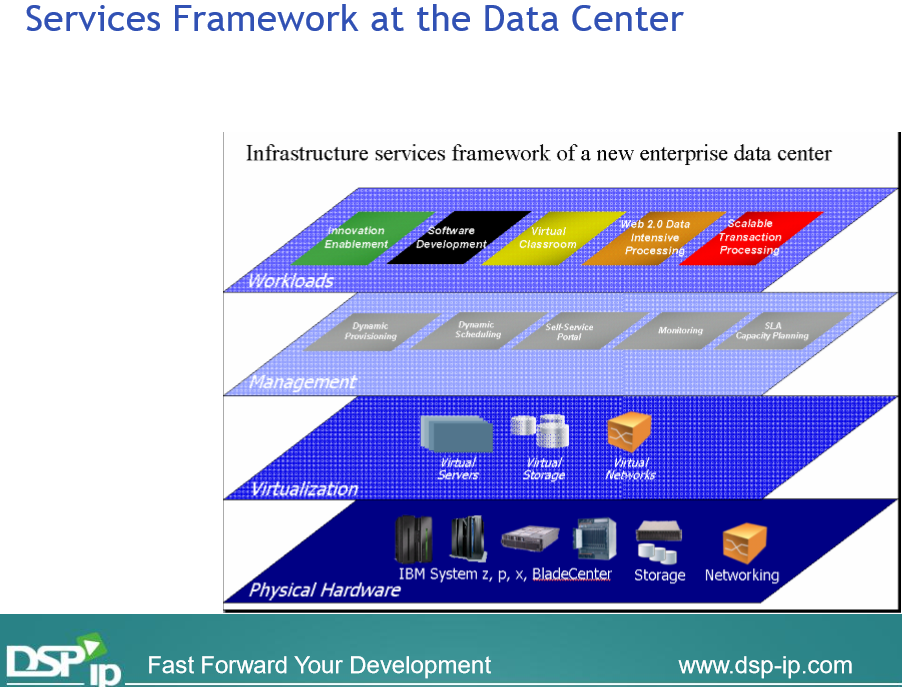 Services Framework at the Data Center
Infrastructure services framework of a new enterprise data center
Innovation
Enablement
Software
Development
Virtual
Classroom
Web 2.0 Data
Intensive
Processing
Scalable
Transaction
Processing
Workloads
Dynamic
Provisioning
Dynamic
Scheduling
Self-Service
Portal
Monitoring
SLA
Capacity Planning
Management
Virtual
Servers
Virtual
Storage
Virtual
Networks
Virtualization
IBM System z, p, x, BladeCenter
Storage
Networking
Physical Hardware
DSP
ip
Fast Forward Your Development
www.dsp-ip.com